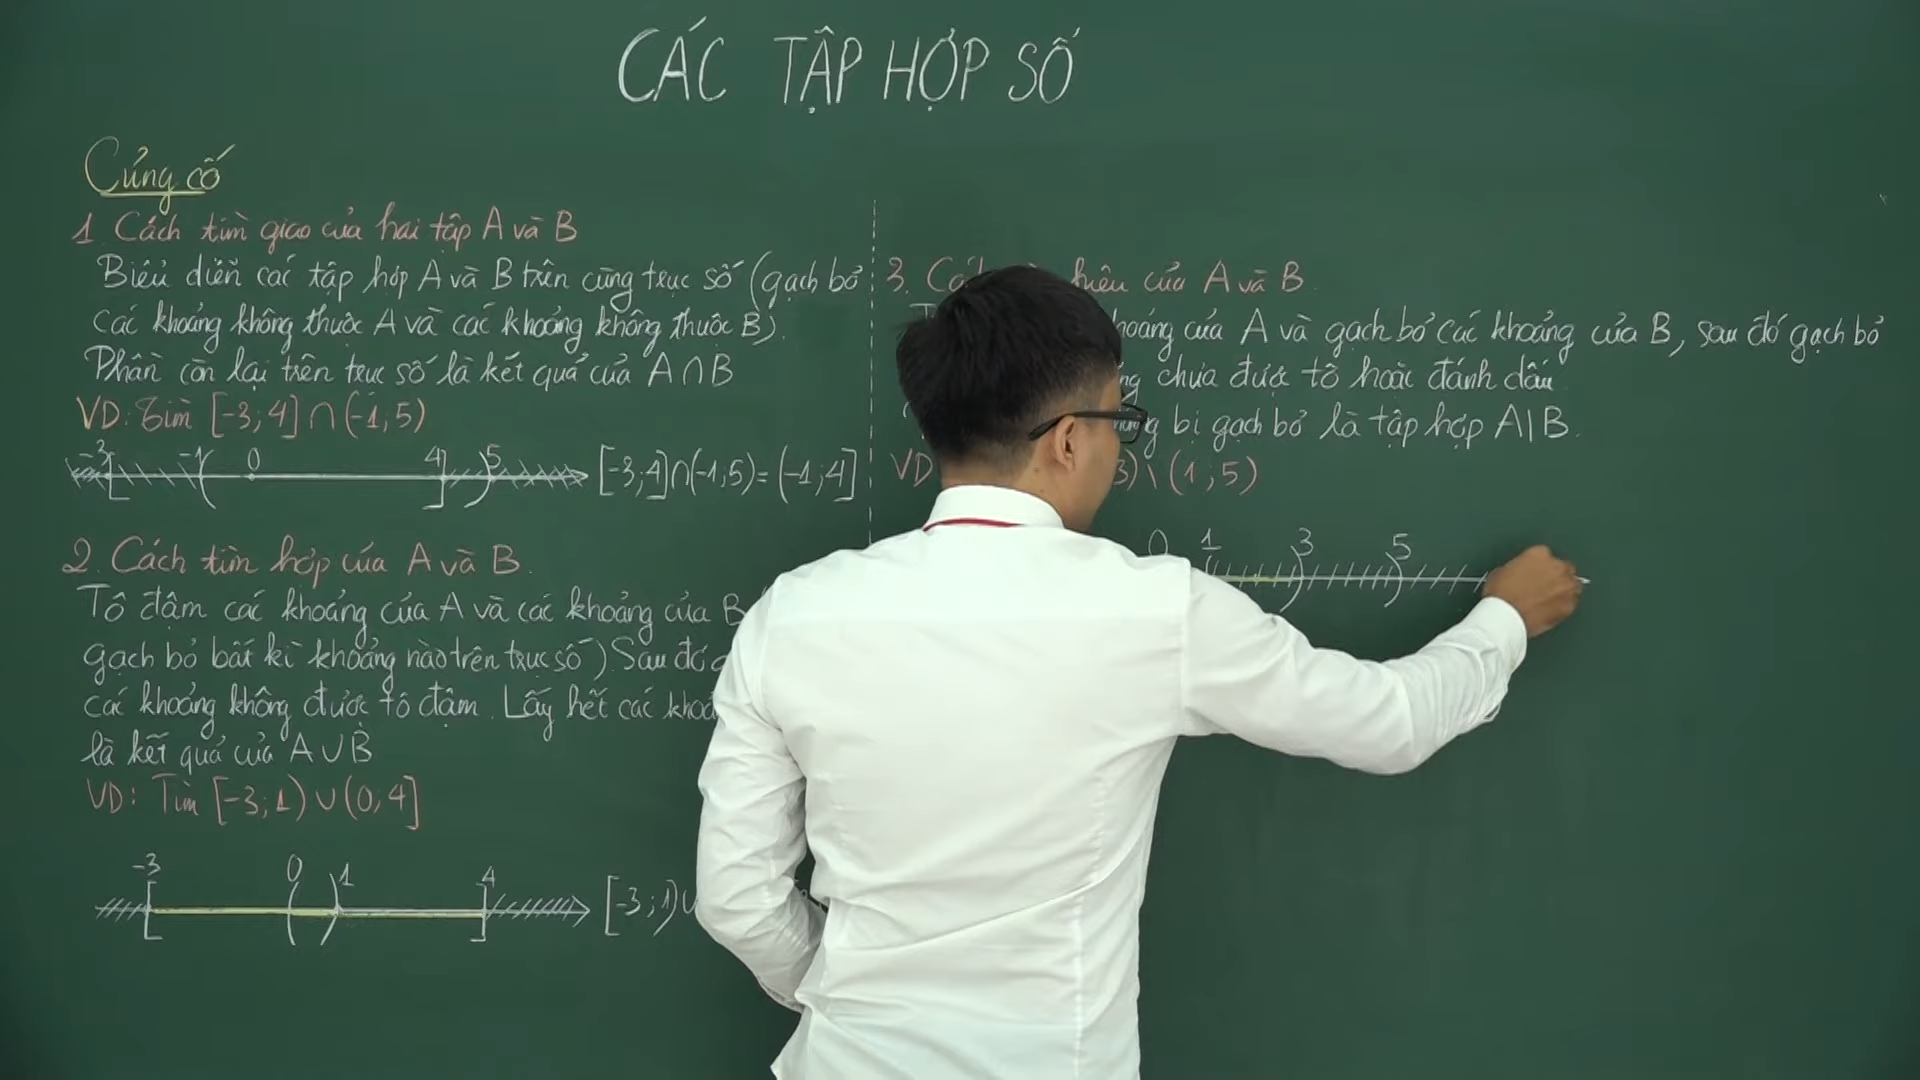 CÁC TẬP HỢP SỐ
Củng cố
1. Cách tìm giao của hai tập A và B
Biểu diễn các tập hợp A và B trên cùng trục số (gạch bỏ
các khoảng không thuộc A và các khoảng không thuộc B).
Phần còn lại trên trục số là kết quả của A ∩ B
VD: Tìm [-3; 4] ∩ (-1; 5)
-3 -1 0 4 5 [-3; 4] ∩ (-1; 5) = (-1; 4]
2. Cách tìm hợp của A và B.
Tô đậm các khoảng của A và các khoảng của B
gạch bỏ bất kì khoảng nào trên trục số). Sau đó
các khoảng không được tô đậm. Lấy hết các
là kết quả của A ∪ B
VD: Tìm [-3; 1) ∪ (0; 4]
-3 0 1 4 [-3; 1) ∪
3. hiệu của A và B.
của A và gạch bỏ các khoảng của B, sau đó gạch bỏ
chưa được tô hoặc đánh dấu
bị gạch bỏ là tập hợp A\B.
VD 3) \ (1; 5)
0 1 3 5